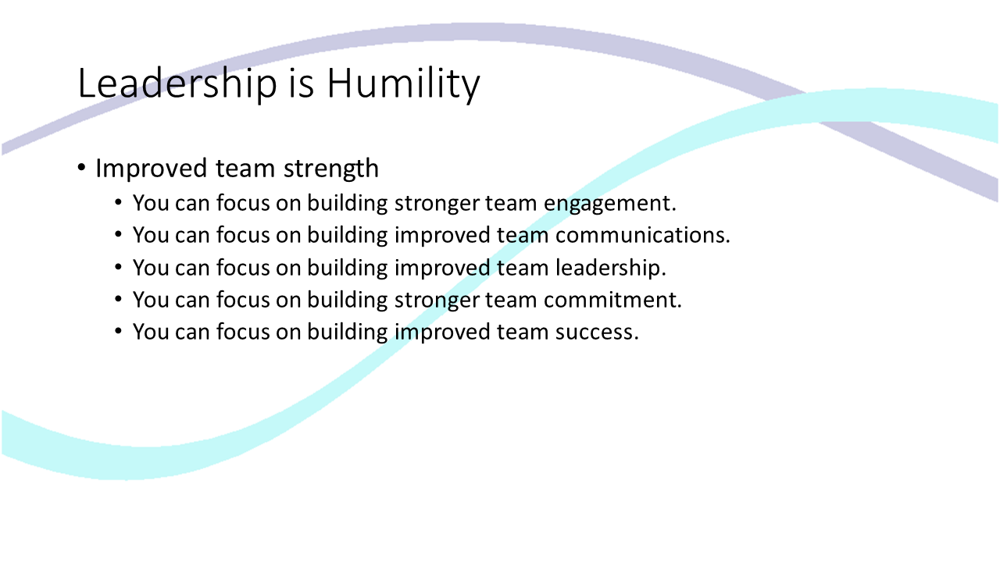 Leadership is Humility
• Improved team strength
• You can focus on building stronger team engagement.
• You can focus on building improved team communications.
• You can focus on building improved team leadership.
• You can focus on building stronger team commitment.
• You can focus on building improved team success.